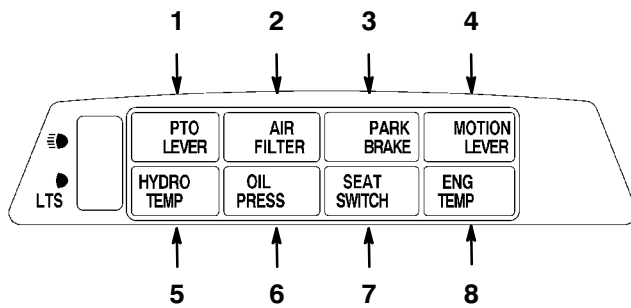 1 2 3 4
PTO LEVER
AIR FILTER
PARK BRAKE
MOTION LEVER
HYDRO TEMP
OIL PRESS
SEAT SWITCH
ENG TEMP
LTS
5 6 7 8